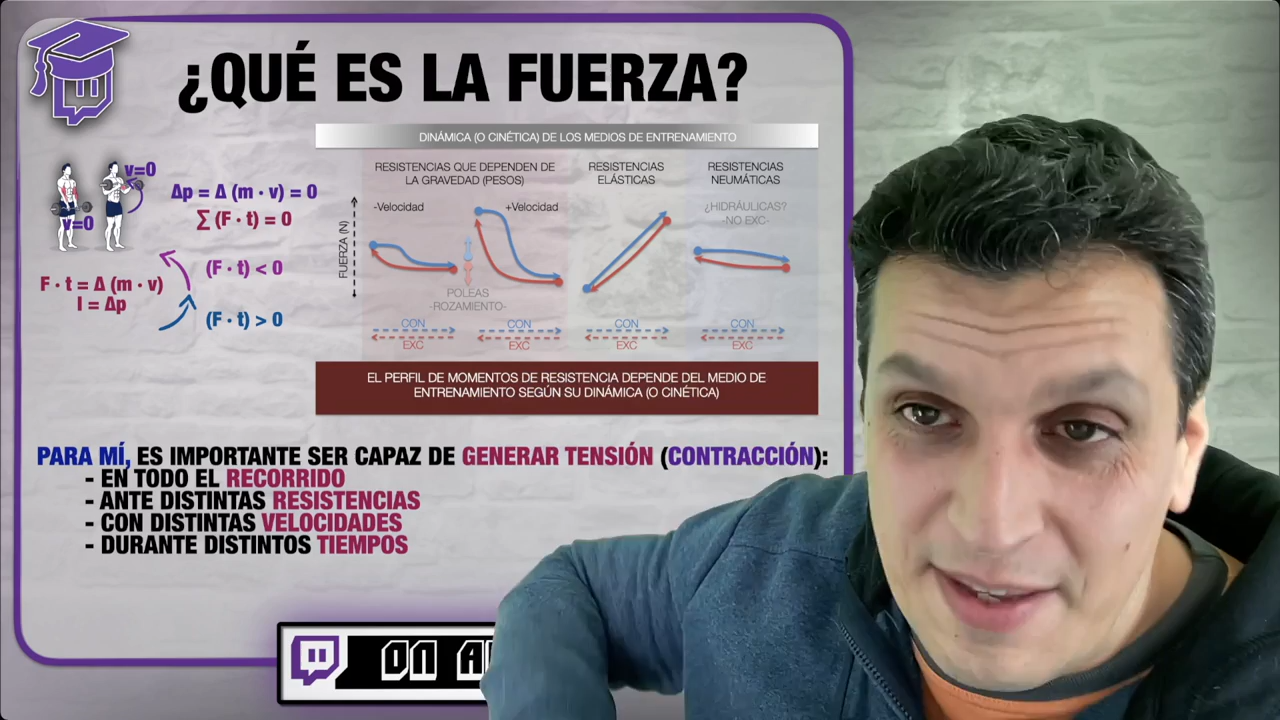 ¿QUÉ ES LA FUERZA?
DINÁMICA (O CINÉTICA) DE LOS MEDIOS DE ENTRENAMIENTO
RESISTENCIAS QUE DEPENDEN DE
LA GRAVEDAD (PESOS)
RESISTENCIAS
ELÁSTICAS
RESISTENCIAS
NEUMÁTICAS
¿HIDRÁULICAS?
-NO EXC-
-Velocidad
+Velocidad
FUERZA (N)
POLEAS
-ROZAMIENTO-
CON
EXC
CON
EXC
CON
EXC
CON
EXC
EL PERFIL DE MOMENTOS DE RESISTENCIA DEPENDE DEL MEDIO DE
ENTRENAMIENTO SEGÚN SU DINÁMICA (O CINÉTICA)
v=0
v=0
Δp = Δ (m · v) = 0
∑ (F · t) = 0
(F · t) < 0
F · t = Δ (m · v)
I = Δp
(F · t) > 0
PARA MÍ, ES IMPORTANTE SER CAPAZ DE GENERAR TENSIÓN (CONTRACCIÓN):
- EN TODO EL RECORRIDO
- ANTE DISTINTAS RESISTENCIAS
- CON DISTINTAS VELOCIDADES
- DURANTE DISTINTOS TIEMPOS
ON